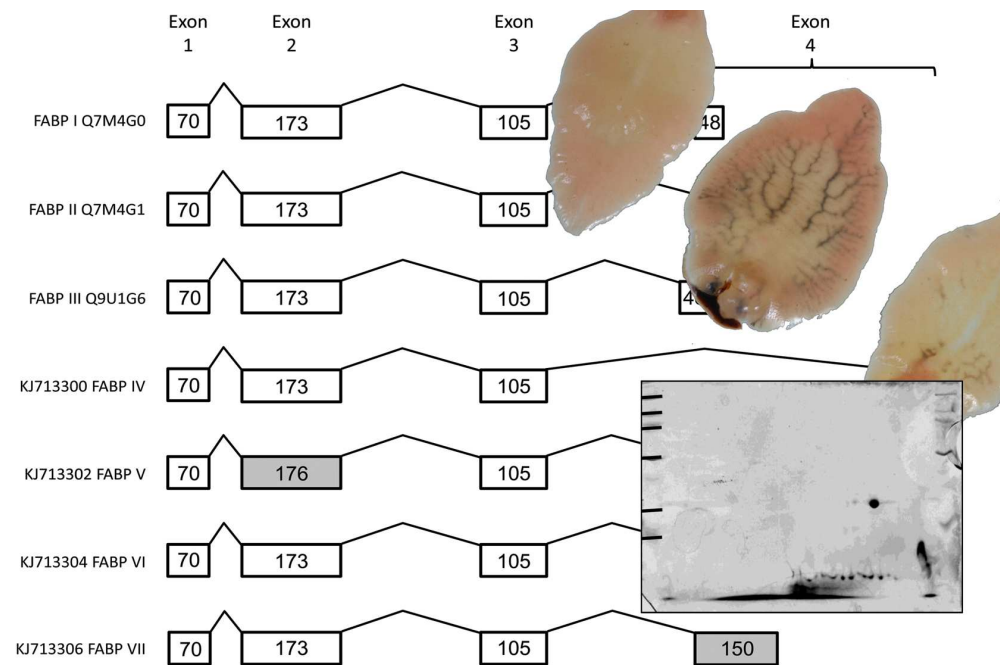 Exon
1
Exon
2
Exon
3
4
FABP I Q7M4G0 70 173 105 48
FABP II Q7M4G1 70 173 105
FABP III Q9U1G6 70 173 105
KJ713300 FABP IV 70 173 105
KJ713302 FABP V 70 176 105
KJ713304 FABP VI 70 173 105
KJ713306 FABP VII 70 173 105 150